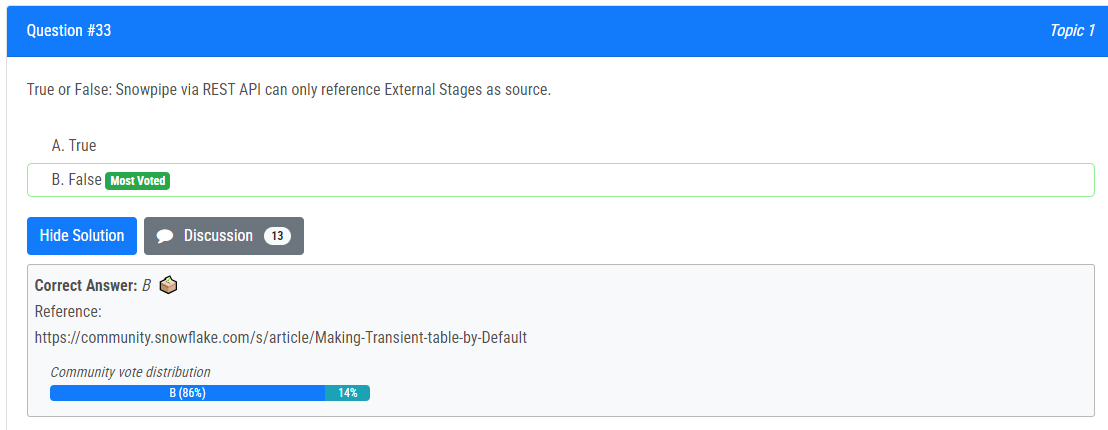 Question #33 Topic 1
True or False: Snowpipe via REST API can only reference External Stages as source.
A. True
B. False Most Voted
Hide Solution Discussion 13
Correct Answer: B
Reference:
https://community.snowflake.com/s/article/Making-Transient-table-by-Default
Community vote distribution
B (86%) 14%